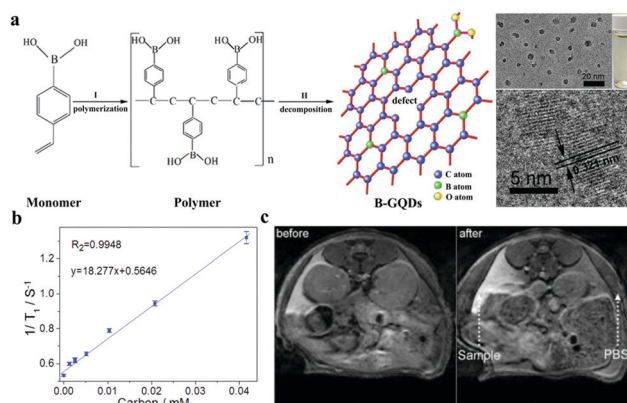 a
HO OH
B
I
polymerization
HO OH HO OH
B B
C C C C C C
B
HO OH
n
II
decomposition
defect
C atom
B atom
O atom
Monomer Polymer B-GQDs
20 nm
0.321 nm
5 nm
b
R2=0.9948
y=18.277x+0.5646
1/ T1 / S-1
1.2
1.0
0.8
0.6
0.00 0.01 0.02 0.03 0.04
Carbon / mM
c
before after
Sample PBS